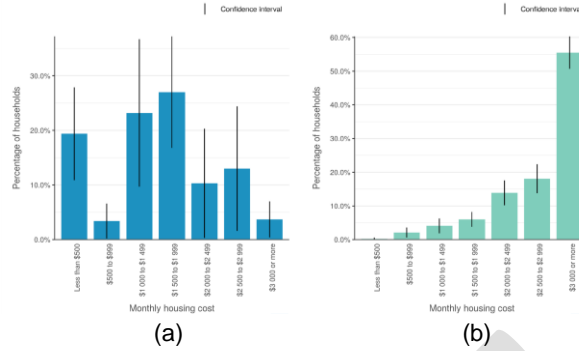 Confidence interval
Percentage of households
30.0%
20.0%
10.0%
0.0%
Less than $500
$500 to $999
$1 000 to $1 499
$1 500 to $1 999
$2 000 to $2 499
$2 500 to $2 999
$3 000 or more
Monthly housing cost
(a)
Confidence interval
Percentage of households
60.0%
50.0%
40.0%
30.0%
20.0%
10.0%
0.0%
Less than $500
$500 to $999
$1 000 to $1 499
$1 500 to $1 999
$2 000 to $2 499
$2 500 to $2 999
$3 000 or more
Monthly housing cost
(b)